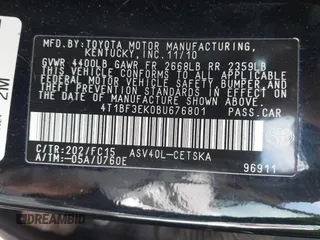 MFD. BY:TOYOTA MOTOR MANUFACTURING,
KENTUCKY, INC. 11/10
GVWR 4400LB GAWR FR 2668LB RR 2359LB
THIS VEHICLE CONFORMS TO ALL APPLICABLE
FEDERAL MOTOR VEHICLE SAFETY, BUMPER, AND
THEFT PREVENTION STANDARDS IN EFFECT ON
THE DATE OF MANUFACTURE SHOWN ABOVE.
4T1BF3EK0BU676801 PASS.CAR
C/TR:202/FC15 ASV40L-CETSKA
A/TM:-05A/U760E
96911
2M
DREAMBID